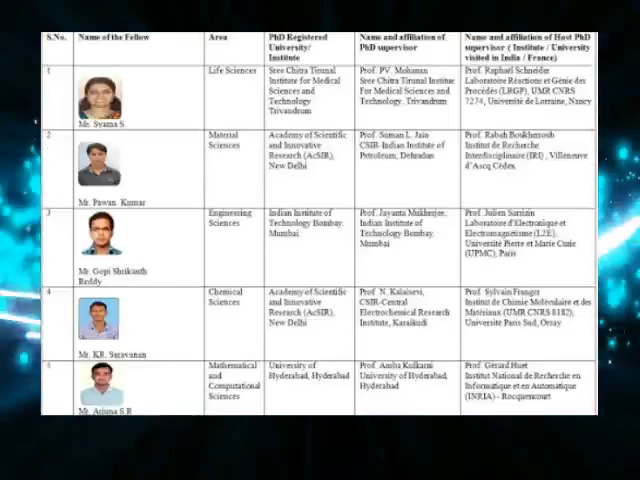 S.No.
Name of the Fellow
Area
PhD Registered
University/
Institute
Name and affiliation of
PhD supervisor
Name and affiliation of Host PhD
supervisor ( Institute / University
visited in India / France)
1
Ms. Syama S.
Life Sciences
Sree Chitra Tirunal
Institute for Medical
Sciences and
Technology
Trivandrum
Prof. PV. Mohanan
Sree Chitra Tirunal Institue
For Medical Sciences and
Technology. Trivandrum
Prof. Raphaël Schneider
Laboratoire Réactions et Génie des
Procédés (LRGP), UMR CNRS
7274, Université de Lorraine, Nancy
2
Mr. Pawan. Kumar
Material
Sciences
Academy of Scientific
and Innovative
Research (AcSIR),
New Delhi
Prof. Suman L. Jain
CSIR-Indian Institute of
Petroleum, Dehradun
Prof. Rabah Boukherroub
Institut de Recherche
Interdisciplinaire (IRI) , Villeneuve
d'Ascq Cédex.
3
Mr. Gopi Shrikanth
Reddy
Engineering
Sciences
Indian Institute of
Technology Bombay.
Mumbai
Prof. Jayanta Mukherjee.
Indian Institute of
Technology Bombay.
Mumbai
Prof. Julien Sarrazin
Laboratoire d'Electronique et
Electromagnetisme (L2E),
Université Pierre et Marie Curie
(UPMC), Paris
4
Mr. KR. Saravanan
Chemical
Sciences
Academy of Scientific
and Innovative
Research (AcSIR),
New Delhi
Prof. N. Kalaisevi,
CSIR-Central
Electrochemical Research
Institute, Karaikudi
Prof. Sylvain Franger
Institut de Chimie Moléculaire et des
Matériaux (UMR CNRS 8182),
Université Paris Sud, Orsay
5
Mr. Arjuna S.R
Mathematical
and
Computational
Sciences
University of
Hyderabad, Hyderabad
Prof. Amba Kulkarni
University of Hyderabad,
Hyderabad
Prof. Gérard Huet
Institut National de Recherche en
Informatique et en Automatique
(INRIA) - Rocquencourt